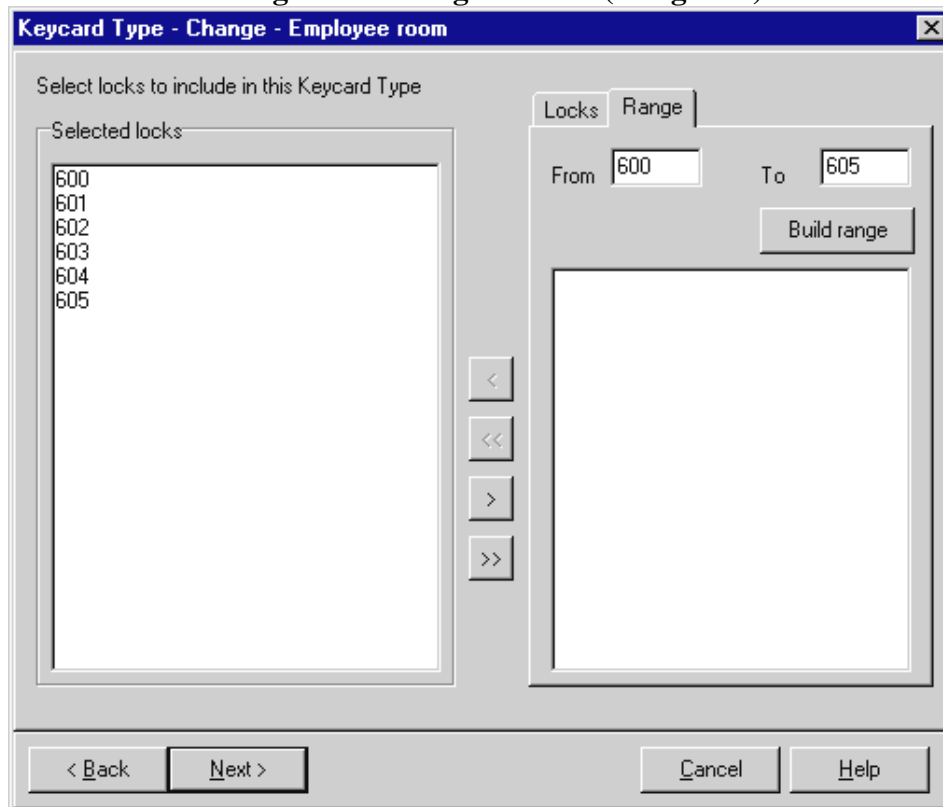 Keycard Type - Change - Employee room
Select locks to include in this Keycard Type
Selected locks
600
601
602
603
604
605
Locks Range
From 600 To 605
Build range
<
<<
>
>>
< Back Next > Cancel Help